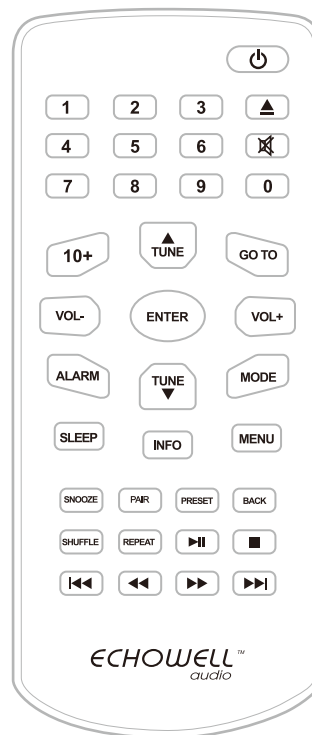 1 2 3
4 5 6
7 8 9 0
TUNE
10+ GO TO
VOL- ENTER VOL+
ALARM TUNE MODE
SLEEP INFO MENU
SNOOZE PAIR PRESET BACK
SHUFFLE REPEAT
ECHOWELL™
audio